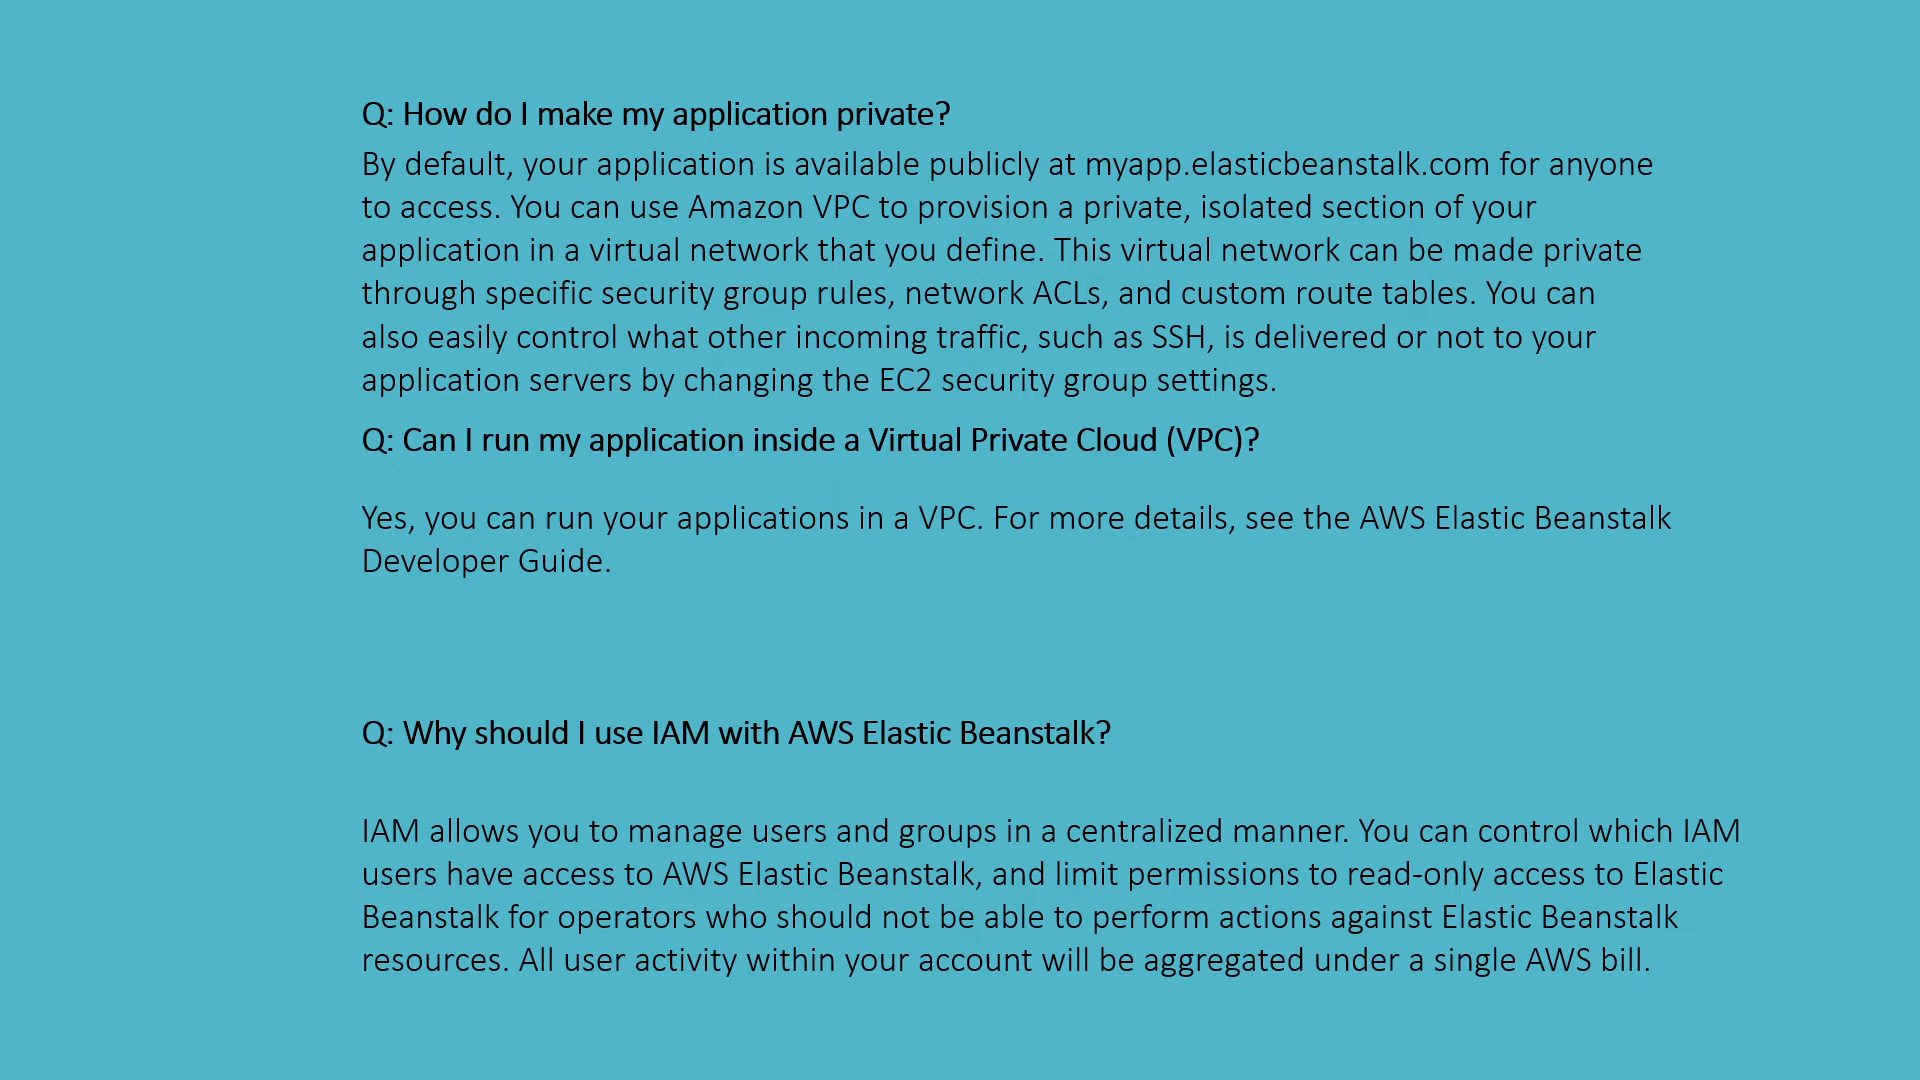 Q: How do I make my application private?
By default, your application is available publicly at myapp.elasticbeanstalk.com for anyone
to access. You can use Amazon VPC to provision a private, isolated section of your
application in a virtual network that you define. This virtual network can be made private
through specific security group rules, network ACLs, and custom route tables. You can
also easily control what other incoming traffic, such as SSH, is delivered or not to your
application servers by changing the EC2 security group settings.
Q: Can I run my application inside a Virtual Private Cloud (VPC)?
Yes, you can run your applications in a VPC. For more details, see the AWS Elastic Beanstalk
Developer Guide.
Q: Why should I use IAM with AWS Elastic Beanstalk?
IAM allows you to manage users and groups in a centralized manner. You can control which IAM
users have access to AWS Elastic Beanstalk, and limit permissions to read-only access to Elastic
Beanstalk for operators who should not be able to perform actions against Elastic Beanstalk
resources. All user activity within your account will be aggregated under a single AWS bill.